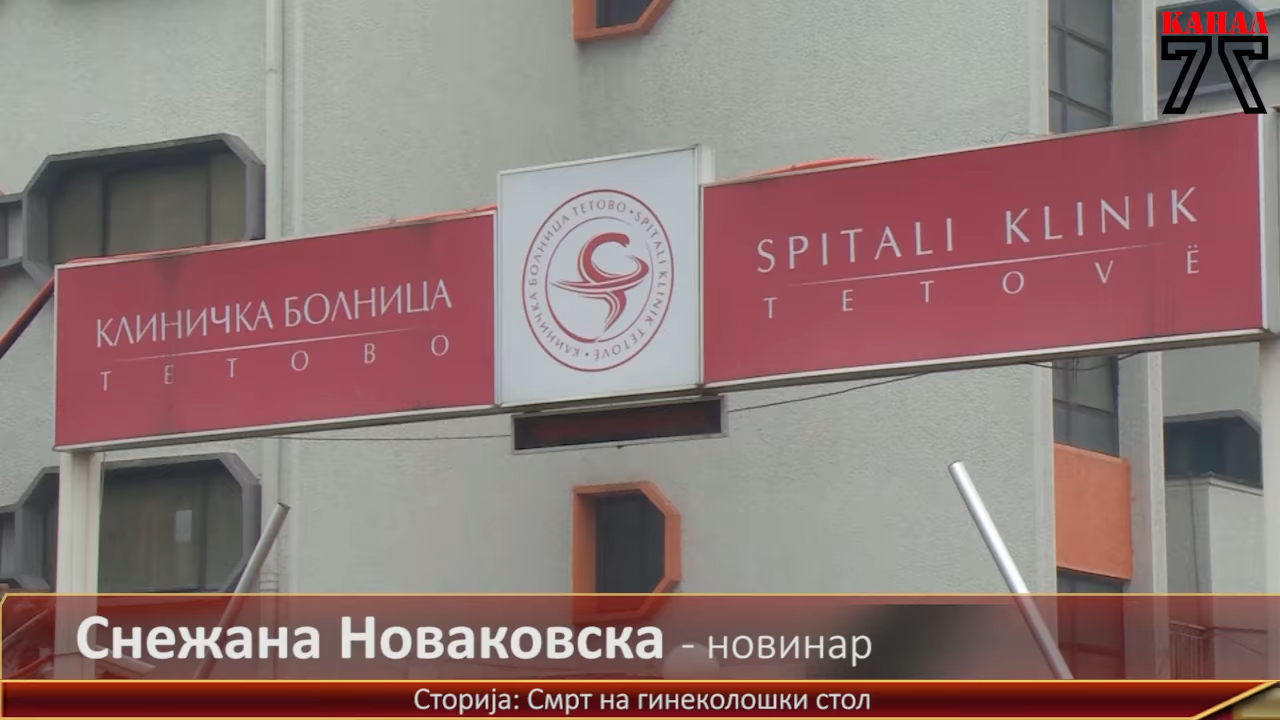 КАНАЛ
77
КЛИНИЧКА БОЛНИЦА
ТЕТОВО
КЛИНИЧКА БОЛНИЦА ТЕТОВО • SPITALI KLINIK TETOVË •
SPITALI KLINIK
TETOVË
Снежана Новаковска - новинар
Сторија: Смрт на гинеколошки стол